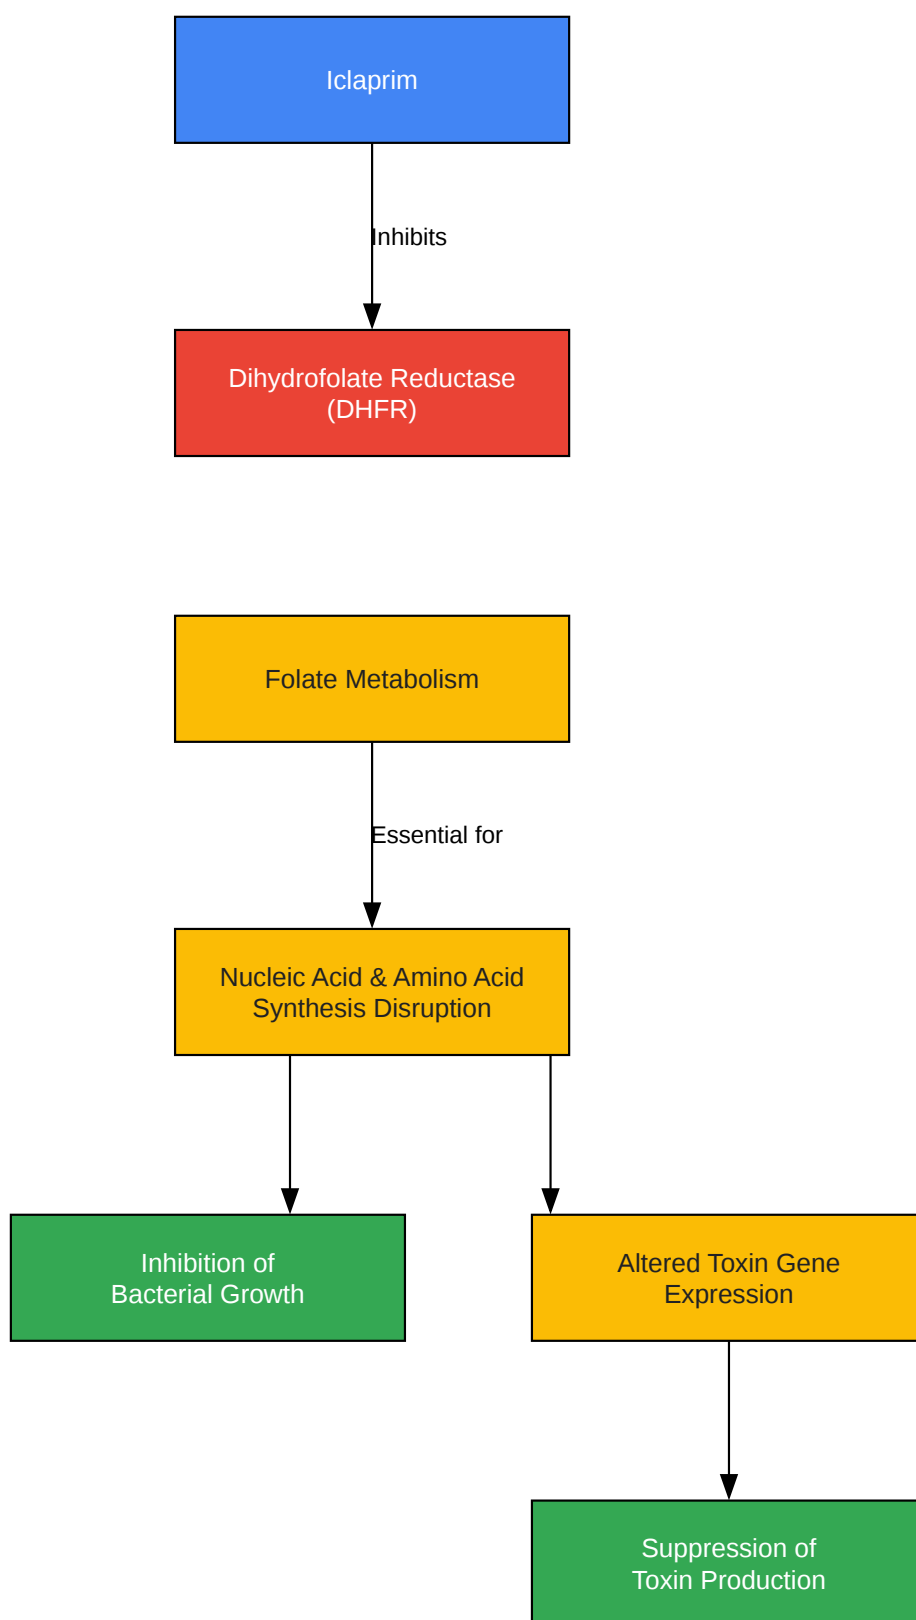 Iclaprim
Inhibits
Dihydrofolate Reductase
(DHFR)
Folate Metabolism
Essential for
Nucleic Acid & Amino Acid
Synthesis Disruption
Inhibition of
Bacterial Growth
Altered Toxin Gene
Expression
Suppression of
Toxin Production